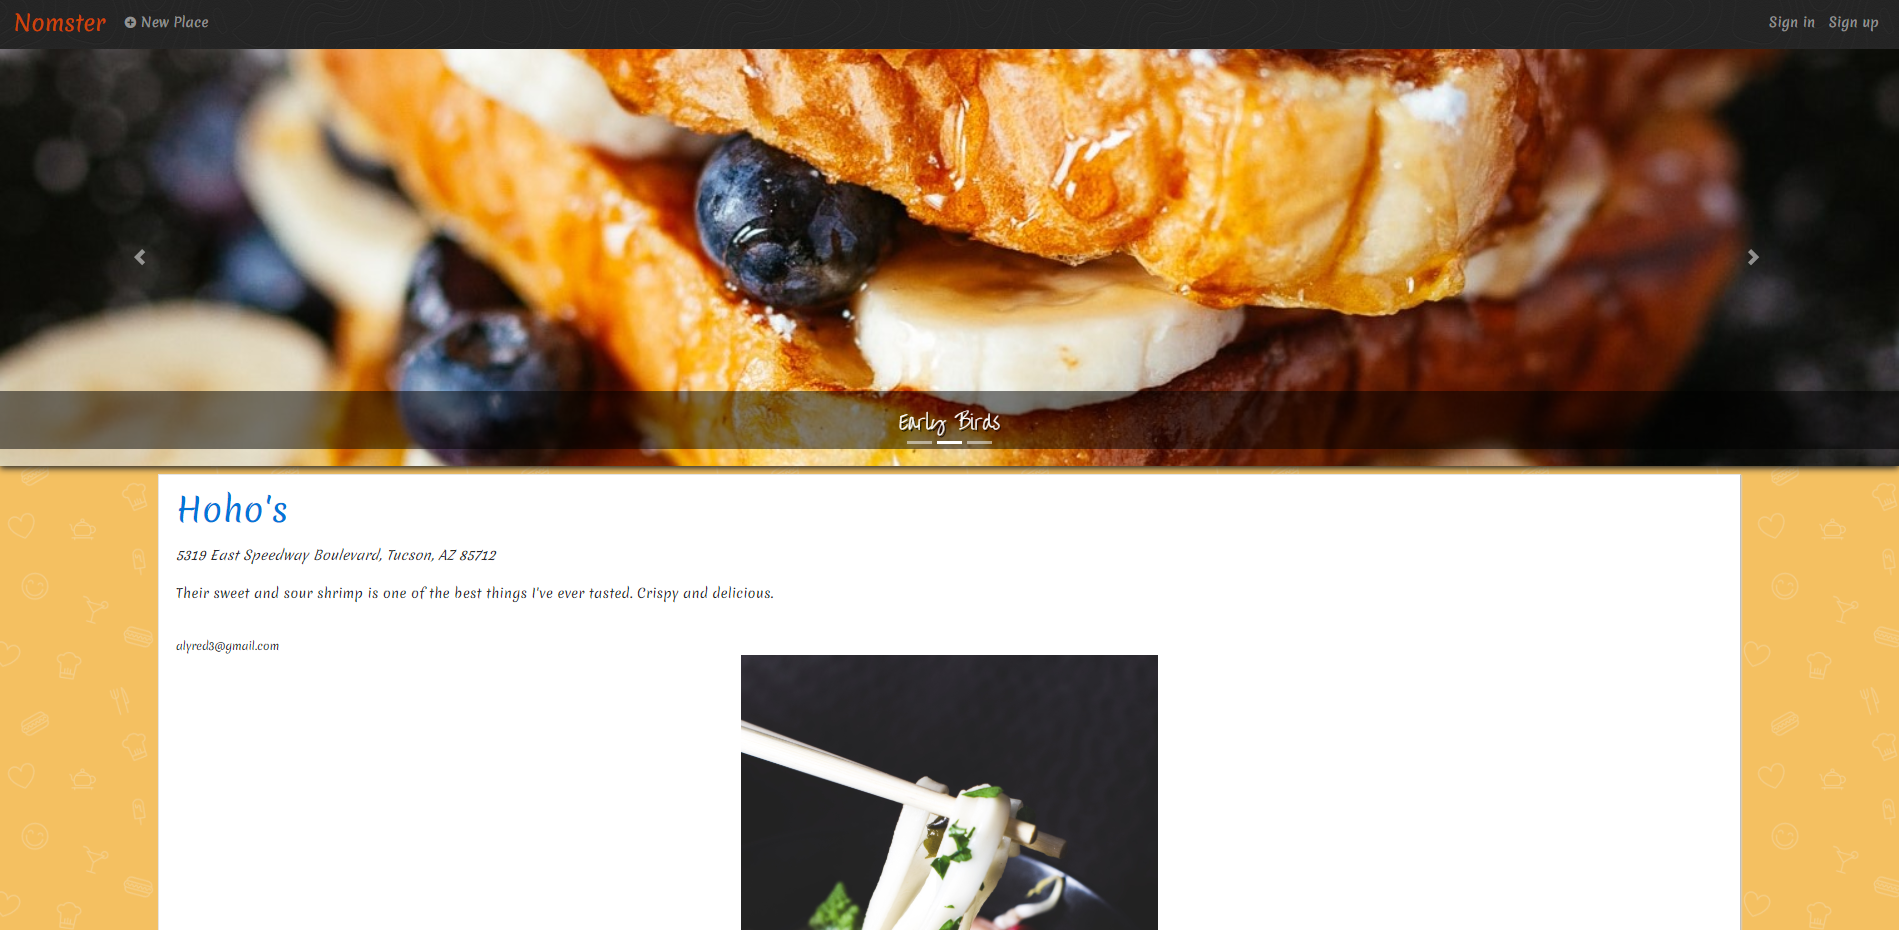 Nomster New Place Sign in Sign up
Early Birds
Hoho's
5319 East Speedway Boulevard, Tucson, AZ 85712
Their sweet and sour shrimp is one of the best things I've ever tasted. Crispy and delicious.
alyred3@gmail.com